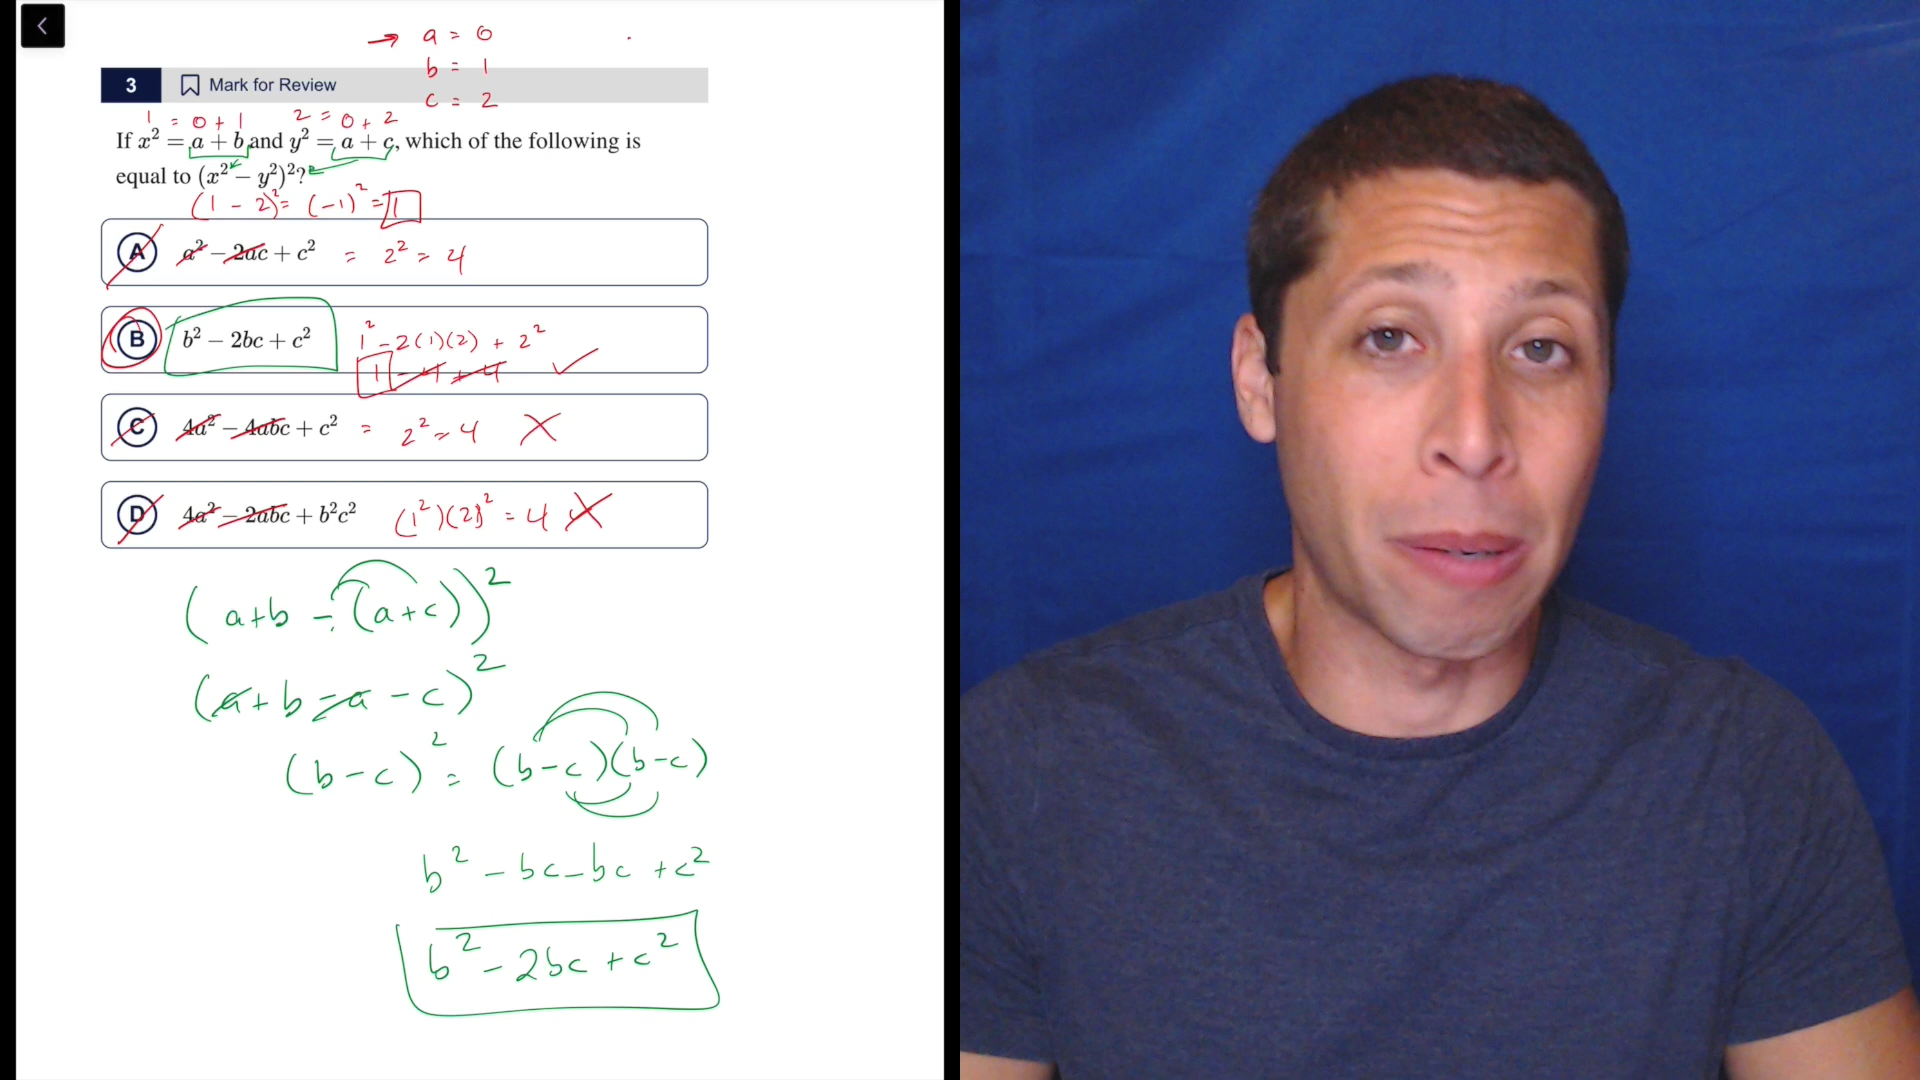 → a = 0
b = 1
3 Mark for Review
c = 2
1 = 0 + 1 2 = 0 + 2
If x² = a + b and y² = a + c, which of the following is
equal to (x² − y²)²?
(1 - 2)² = (-1)² = 1
A a² − 2ac + c² = 2² = 4
B b² − 2bc + c² 1² - 2(1)(2) + 2²
1 - 4 + 4 ✓
C 4a² − 4abc + c² = 2² = 4 X
D 4a² − 2abc + b²c² (1²)(2)² = 4 X
(a+b - (a+c))²
(a+b - a - c)²
(b-c)² = (b-c)(b-c)
b² - bc - bc + c²
b² - 2bc + c²